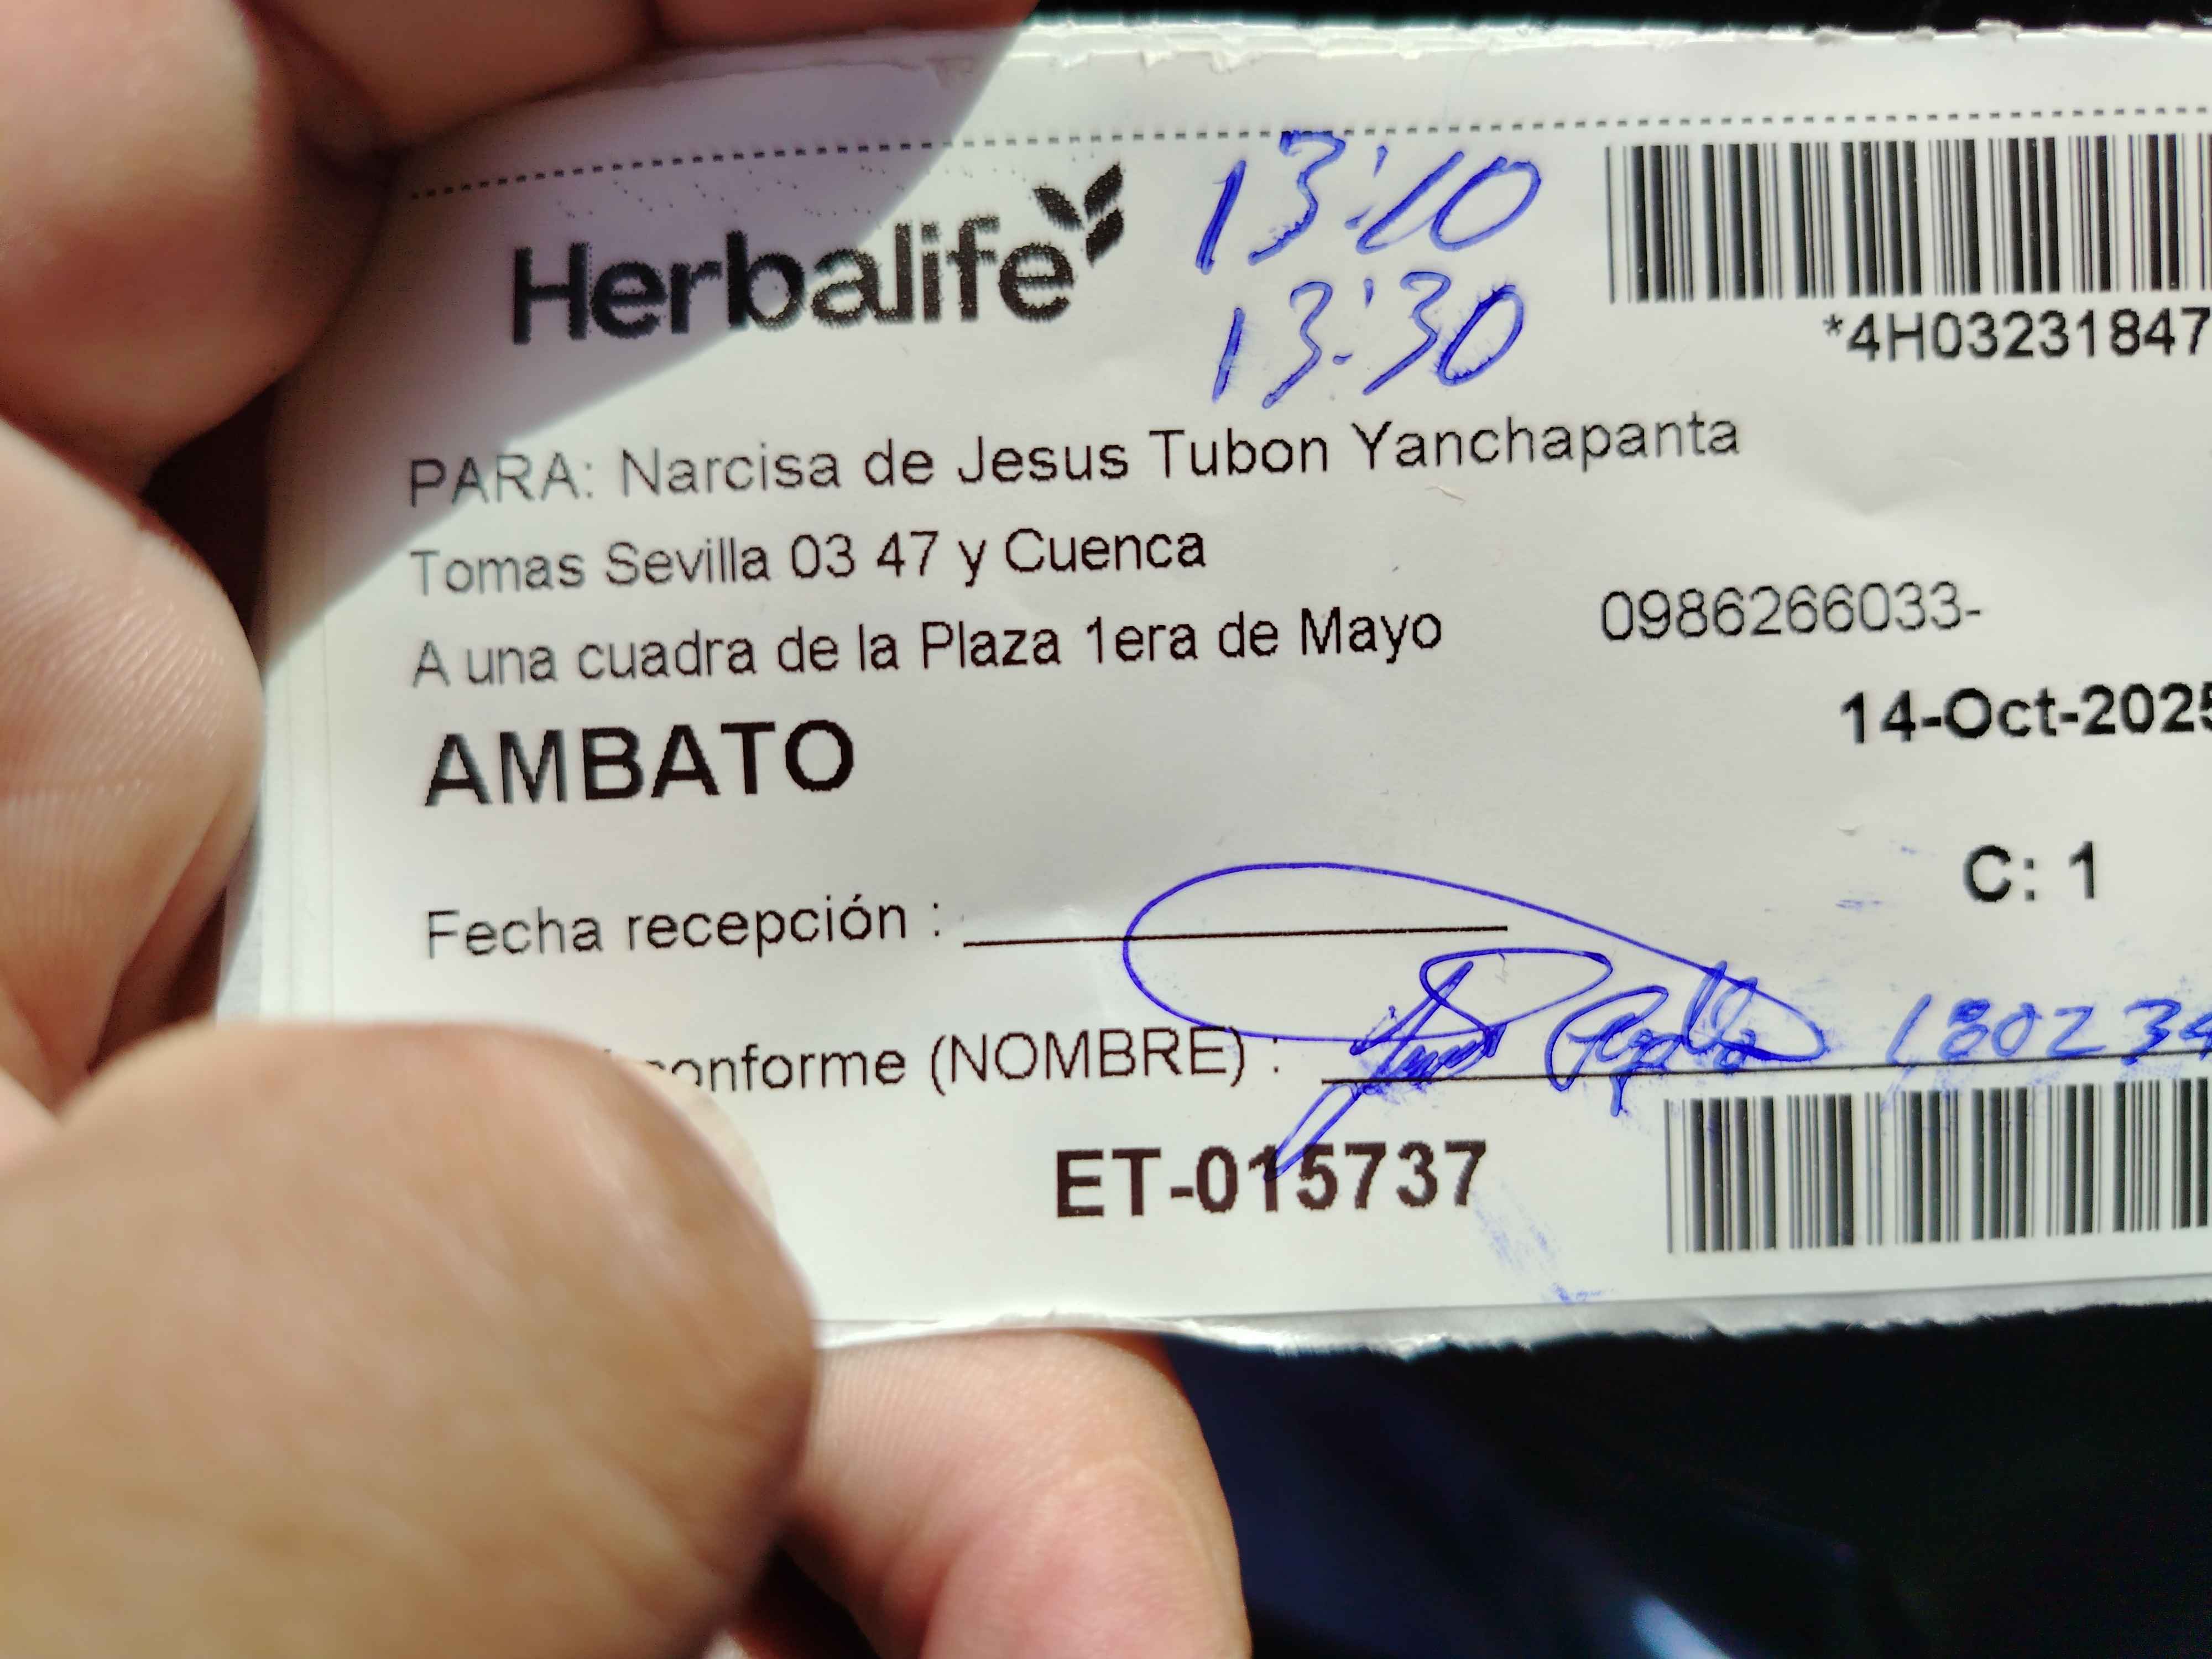 Herbalife
13:10
13:30
*4H03231847
PARA: Narcisa de Jesus Tubon Yanchapanta
Tomas Sevilla 03 47 y Cuenca
A una cuadra de la Plaza 1era de Mayo 0986266033-
14-Oct-2025
AMBATO
C: 1
Fecha recepción :
conforme (NOMBRE) : 180234
ET-015737